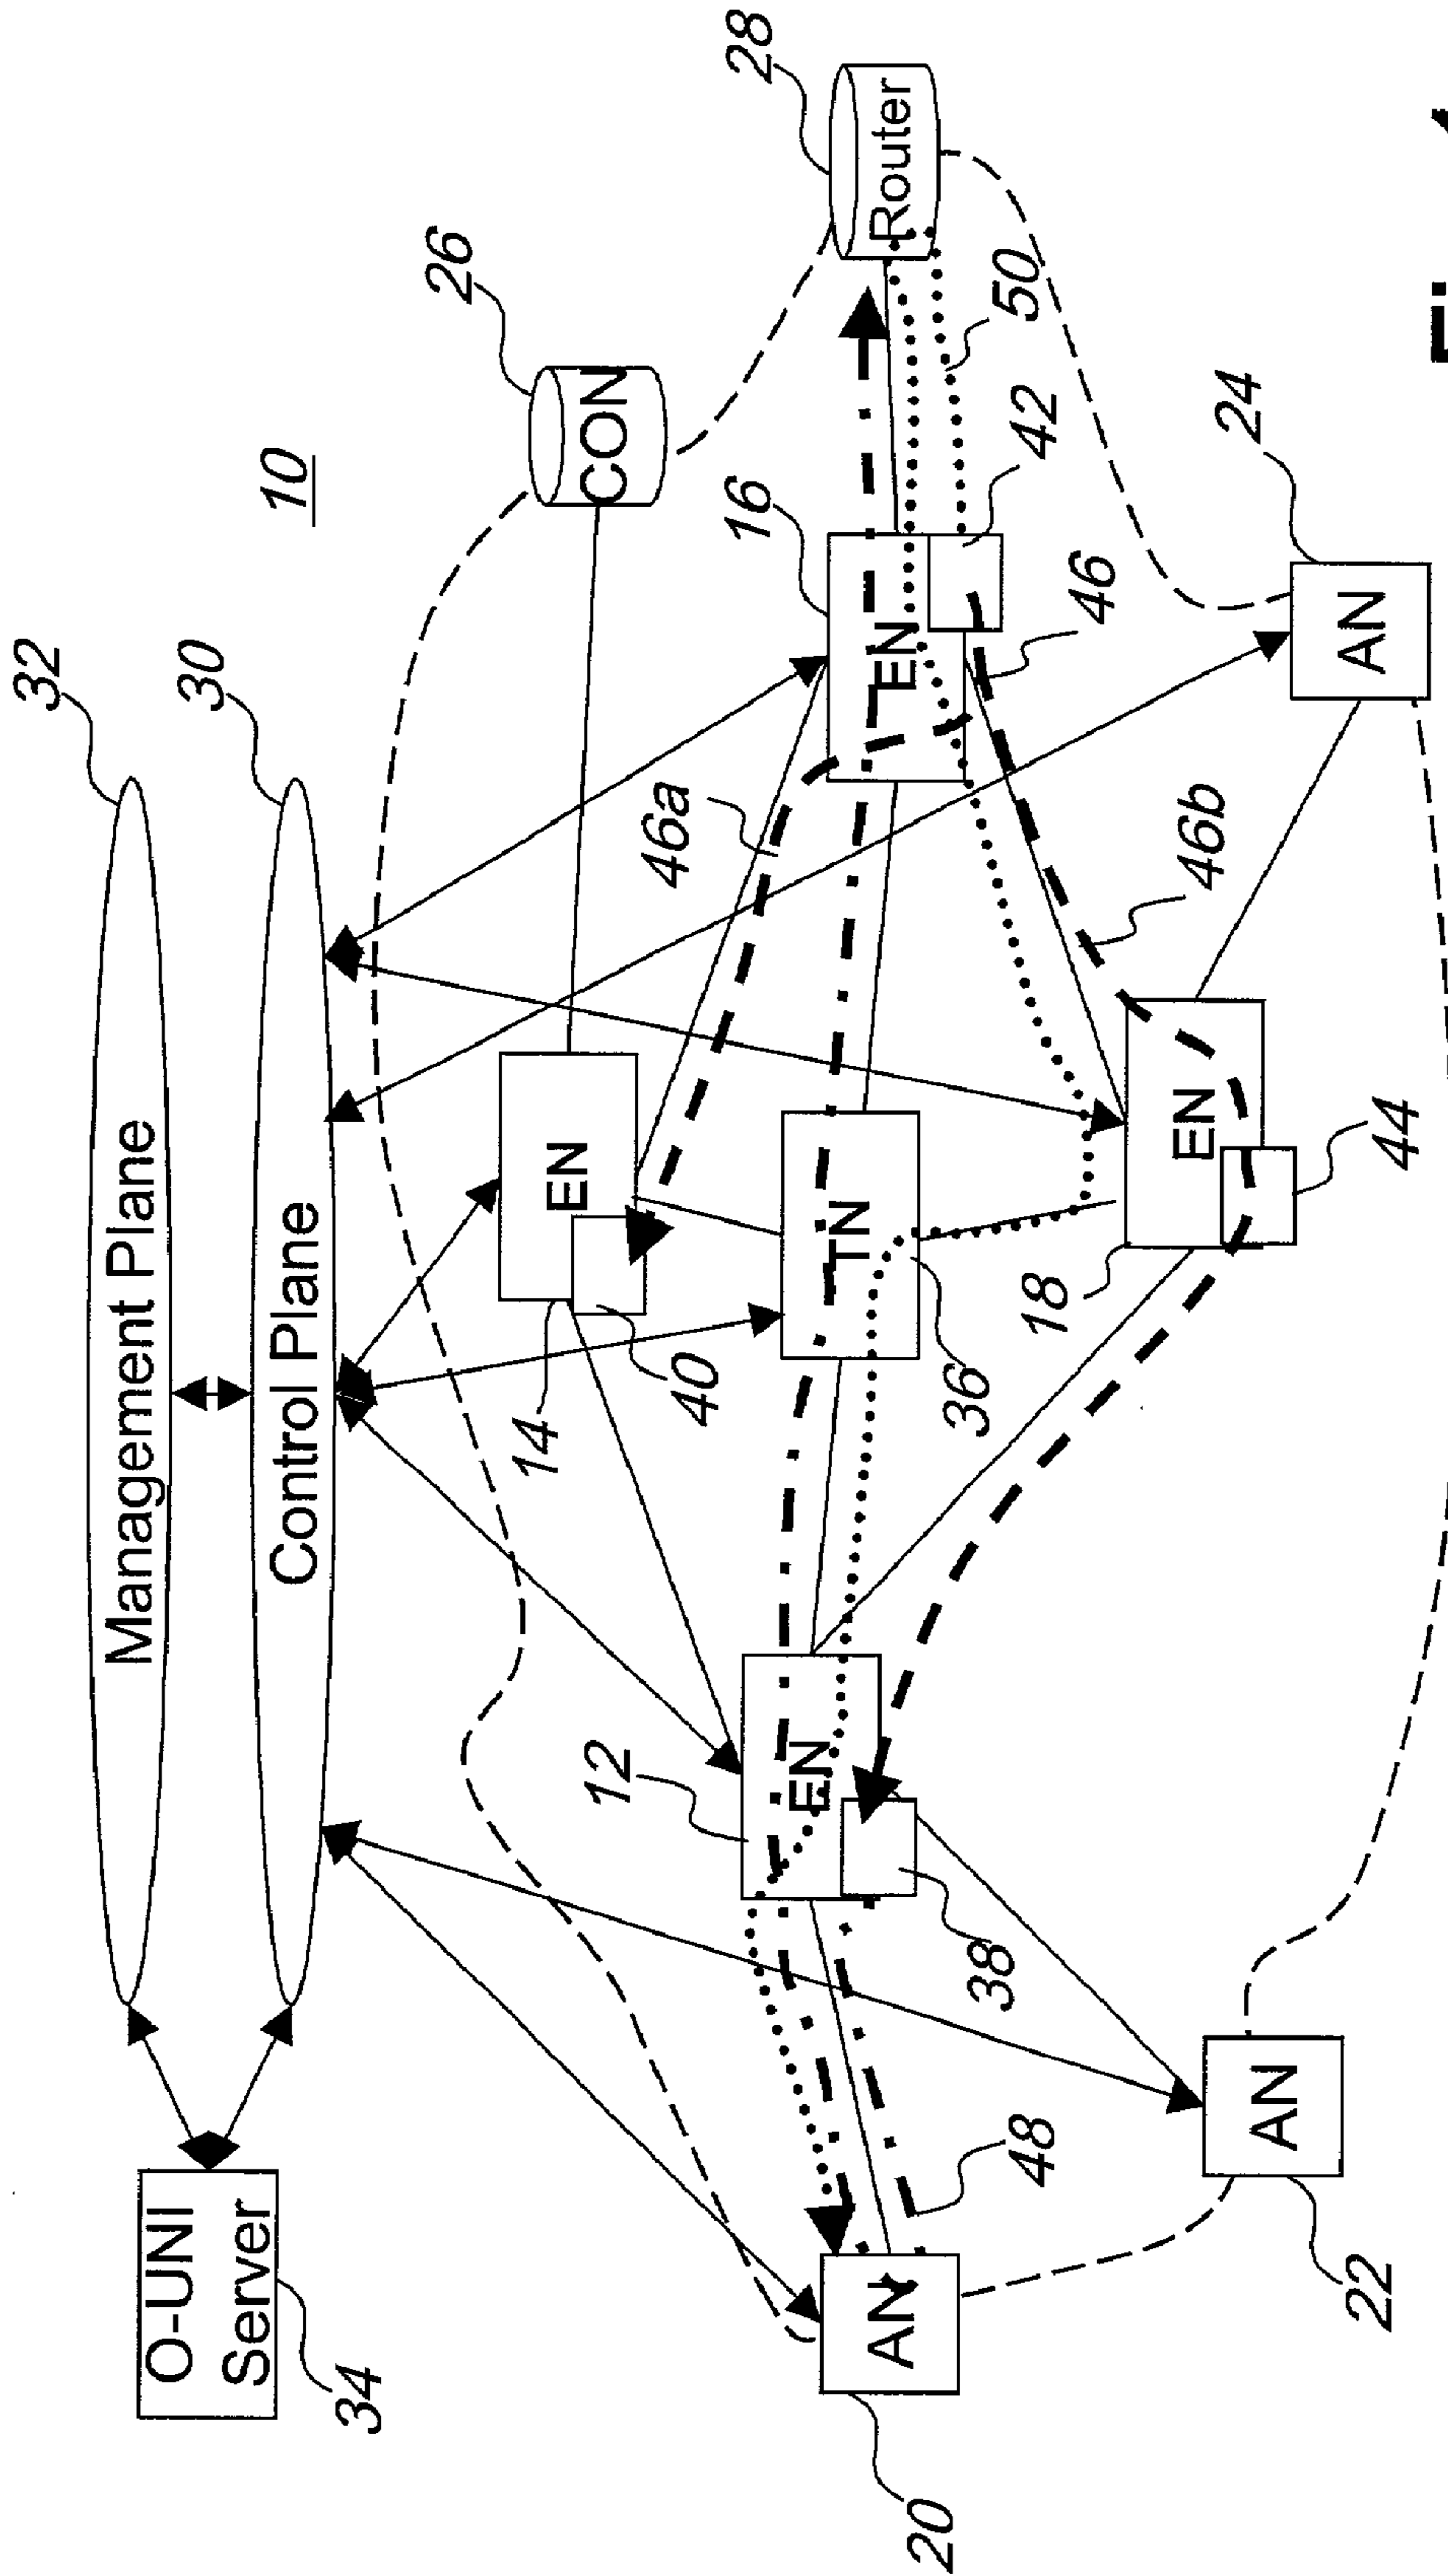 32
Management Plane
30
Control Plane
O-UNI
Server
34
10
26
CON
28
Router
EN
14
40
16
EN
42
50
46a
46
TN
36
12
EN
38
46b
EN
18
44
24
AN
48
AN
20
AN
22